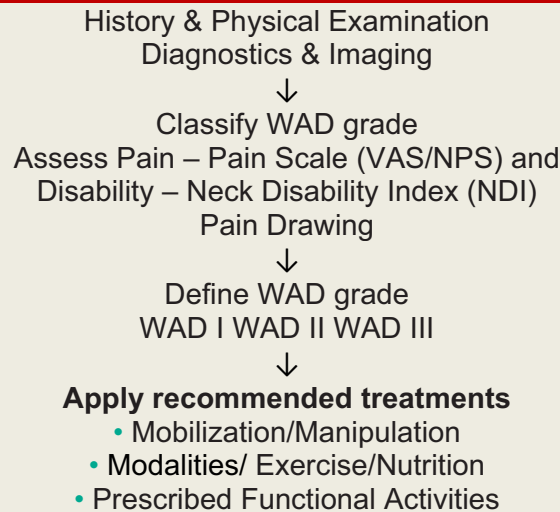 History & Physical Examination
Diagnostics & Imaging
↓
Classify WAD grade
Assess Pain – Pain Scale (VAS/NPS) and
Disability – Neck Disability Index (NDI)
Pain Drawing
↓
Define WAD grade
WAD I WAD II WAD III
↓
Apply recommended treatments
• Mobilization/Manipulation
• Modalities/ Exercise/Nutrition
• Prescribed Functional Activities